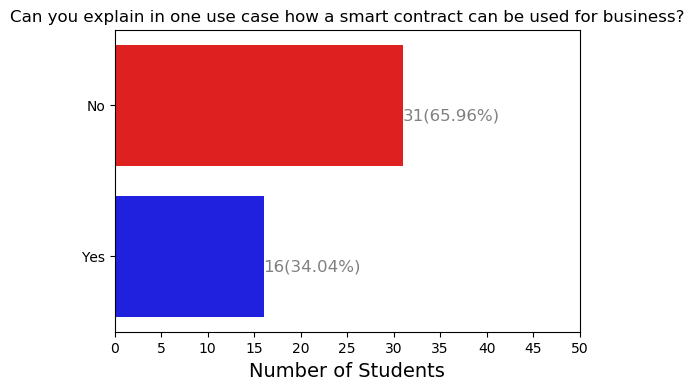 Can you explain in one use case how a smart contract can be used for business?
No
31(65.96%)
Yes
16(34.04%)
0 5 10 15 20 25 30 35 40 45 50
Number of Students